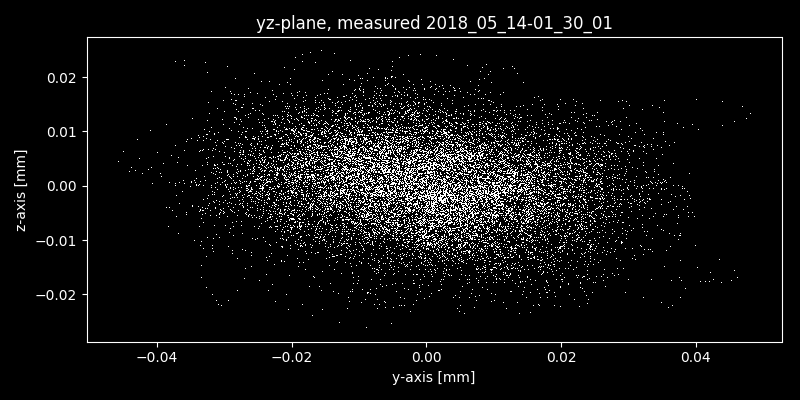 yz-plane, measured 2018_05_14-01_30_01
z-axis [mm]
0.02
0.01
0.00
−0.01
−0.02
−0.04 −0.02 0.00 0.02 0.04
y-axis [mm]